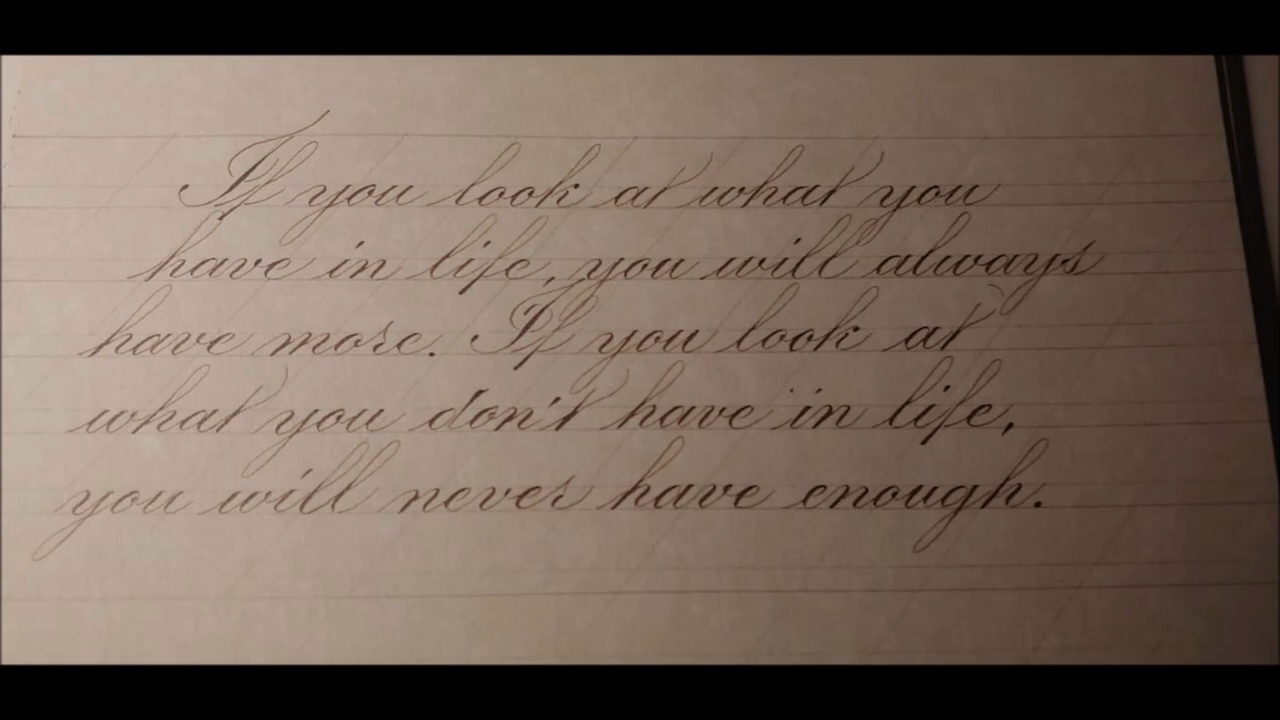 If you look at what you
have in life, you will always
have more. If you look at
what you don't have in life,
you will never have enough.